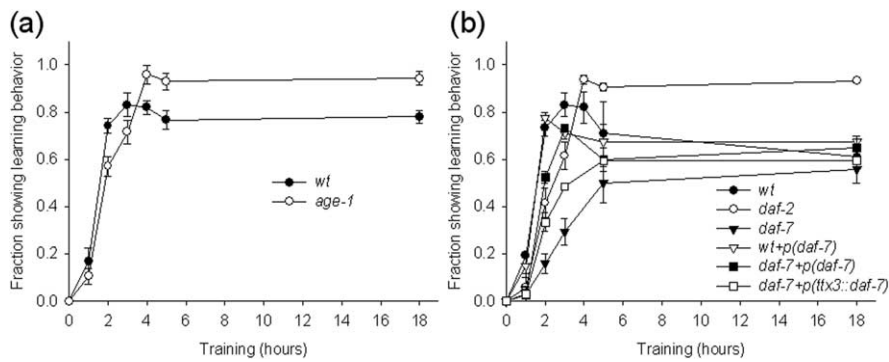 (a)
Fraction showing learning behavior
1.0
0.8
0.6
0.4
0.2
0.0
wt
age-1
0 2 4 6 8 10 12 14 16 18
Training (hours)
(b)
Fraction showing learning behavior
1.0
0.8
0.6
0.4
0.2
0.0
wt
daf-2
daf-7
wt+p(daf-7)
daf-7+p(daf-7)
daf-7+p(ttx3::daf-7)
0 2 4 6 8 10 12 14 16 18
Training (hours)